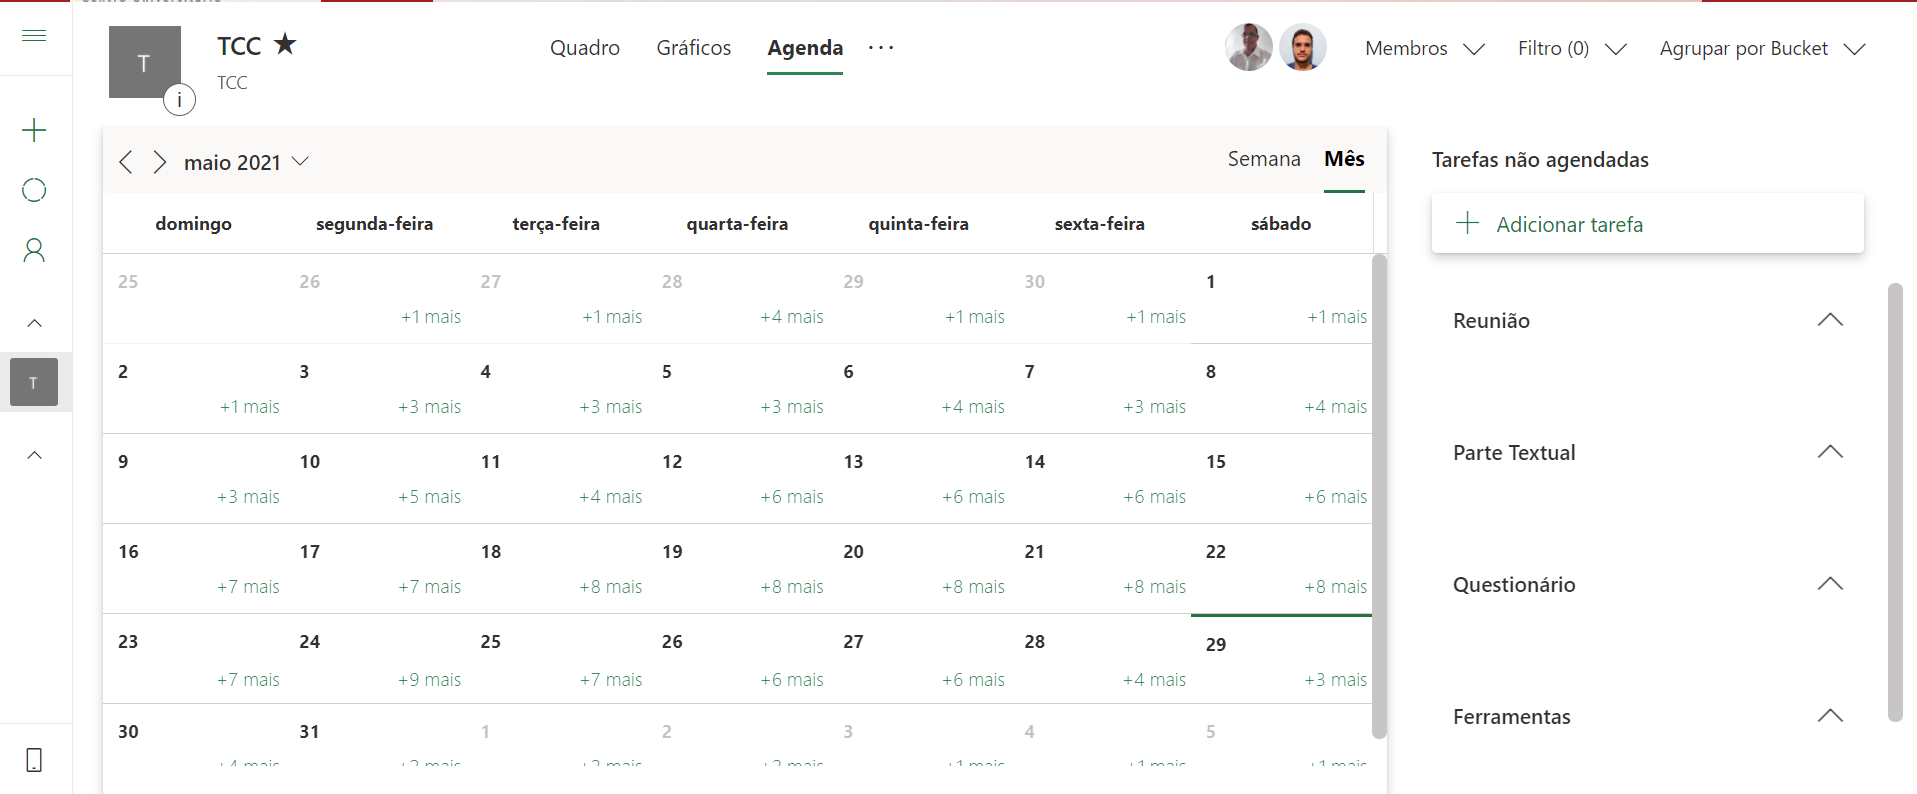 TCC ★
TCC
T
i
Quadro Gráficos Agenda ···
Membros Filtro (0) Agrupar por Bucket
T
maio 2021
Semana Mês
domingo segunda-feira terça-feira quarta-feira quinta-feira sexta-feira sábado
25 26 27 28 29 30 1
+1 mais +1 mais +4 mais +1 mais +1 mais +1 mais
2 3 4 5 6 7 8
+1 mais +3 mais +3 mais +3 mais +4 mais +3 mais +4 mais
9 10 11 12 13 14 15
+3 mais +5 mais +4 mais +6 mais +6 mais +6 mais +6 mais
16 17 18 19 20 21 22
+7 mais +7 mais +8 mais +8 mais +8 mais +8 mais +8 mais
23 24 25 26 27 28 29
+7 mais +9 mais +7 mais +6 mais +6 mais +4 mais +3 mais
30 31 1 2 3 4 5
Tarefas não agendadas
Adicionar tarefa
Reunião
Parte Textual
Questionário
Ferramentas